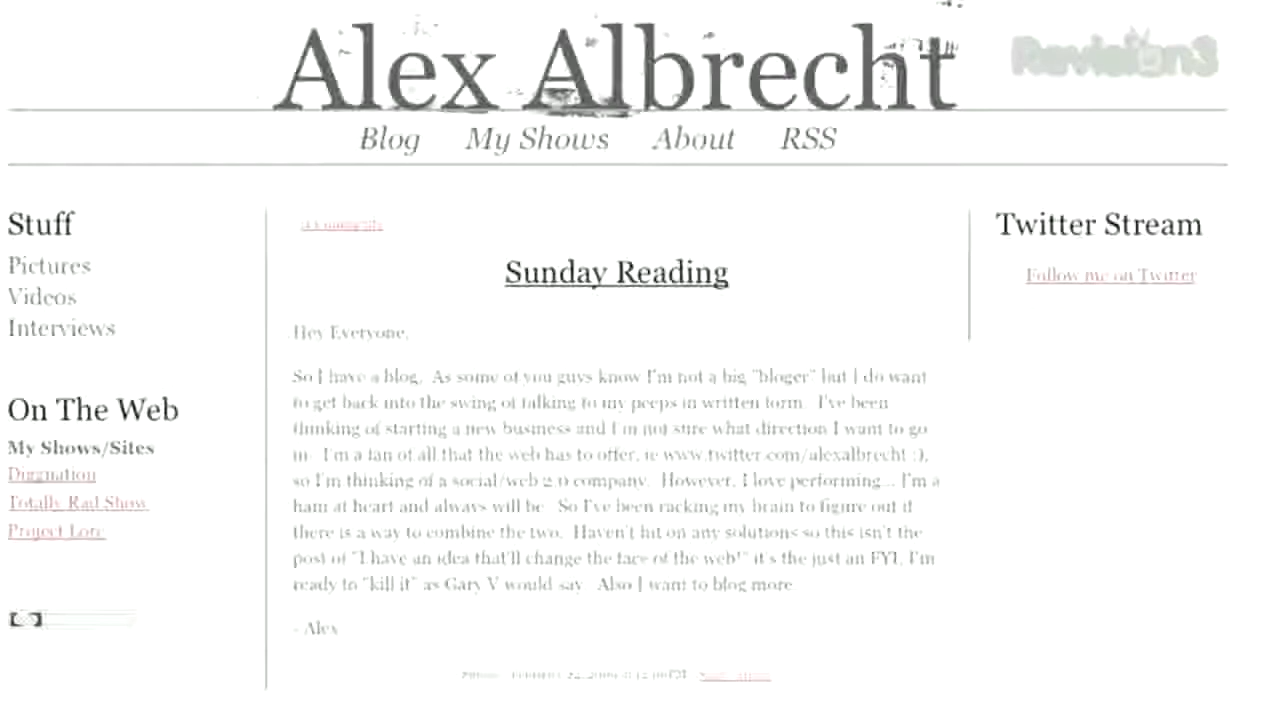 Alex Albrecht
Revision3
Blog My Shows About RSS
Stuff
Pictures
Videos
Interviews
On The Web
My Shows/Sites
Diggnation
Totally Rad Show
Project Lore
Comments
Sunday Reading
Hey Everyone,
So I have a blog. As some of you guys know I'm not a big "bloger" but I do want
to get back into the swing of talking to my peeps in written form. I've been
thinking of starting a new business and I'm not sure what direction I want to go
in. I'm a fan of all that the web has to offer, ie www.twitter.com/alexalbrecht :),
so I'm thinking of a social/web 2.0 company. However, I love performing... I'm a
ham at heart and always will be. So I've been racking my brain to figure out if
there is a way to combine the two. Haven't hit on any solutions so this isn't the
post of "I have an idea that'll change the face of the web!" it's the just an FYI, I'm
ready to "kill it" as Gary V would say. Also I want to blog more.
- Alex
Twitter Stream
Follow me on Twitter